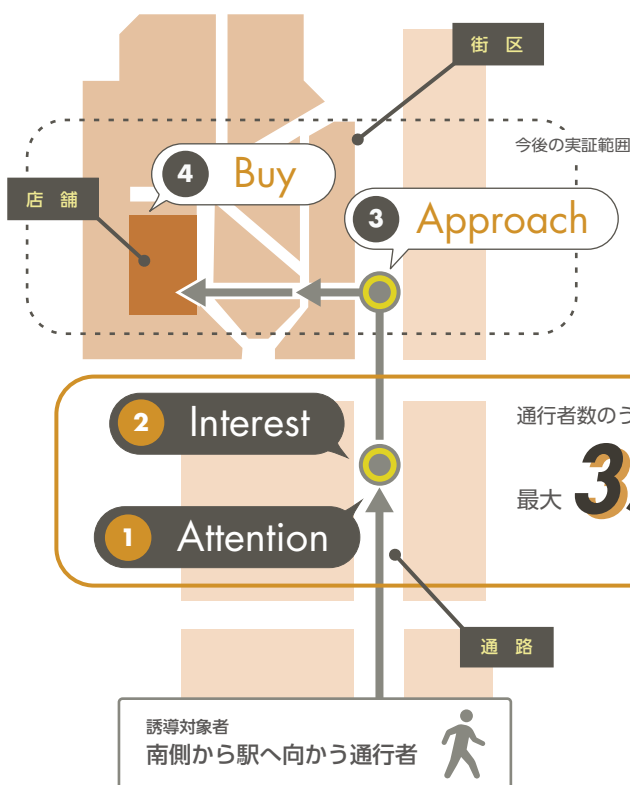 街 区
今後の実証範囲
4 Buy
店 舗
3 Approach
2 Interest
通行者数のう
最大 3
1 Attention
通 路
誘導対象者
南側から駅へ向かう通行者